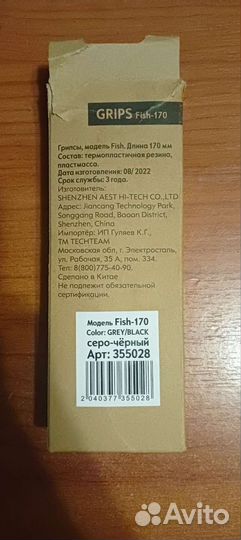 GRIPS Fish-170
Грипсы, модель Fish. Длина 170 мм
Состав: термопластичная резина,
пластмасса.
Дата изготовления: 08/ 2022
Срок службы: 3 года.
Изготовитель:
SHENZHEN AEST HI-TECH CO.,LTD
Адрес: Jiancang Technology Park,
Songgang Road, Baoan District,
Shenzhen, China
Импортёр: ИП Гуляев К.Г.
ТМ TECHTEAM
Московская обл., г. Электросталь,
ул. Рабочая, 35 А, пом. 334.
Тел: 8(800)775-40-90.
Сделано в Китае
Не подлежит обязательной
сертификации.
Модель Fish-170
Color: GREY/BLACK
серо-чёрный
Арт: 355028
2 040377 355028
Avito